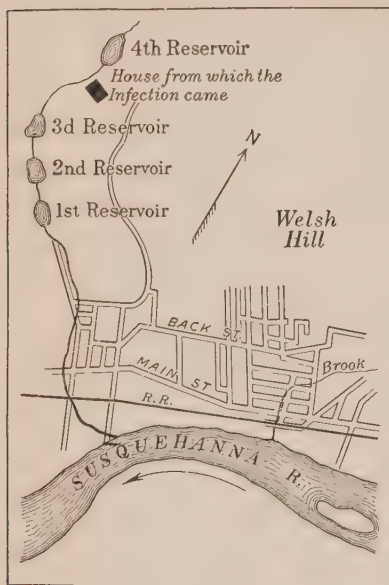 4th Reservoir
House from which the
Infection came
3d Reservoir
2nd Reservoir
1st Reservoir
N
Welsh
Hill
BACK ST.
Brook
MAIN ST
R.R.
SUSQUEHANNA R.